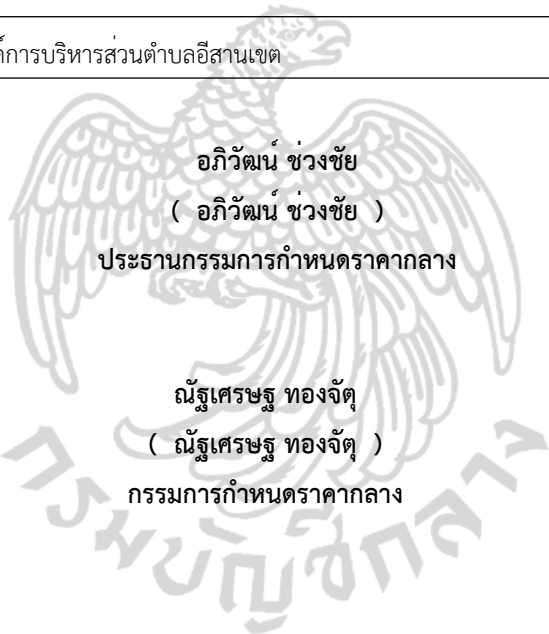 องค์การบริหารส่วนตำบลอีสานเขต
อภิวัฒน์ ช่วงชัย
( อภิวัฒน์ ช่วงชัย )
ประธานกรรมการกำหนดราคากลาง
ณัฐเศรษฐ ทองจัตุ
( ณัฐเศรษฐ ทองจัตุ )
กรรมการกำหนดราคากลาง
กรมบัญชีกลาง